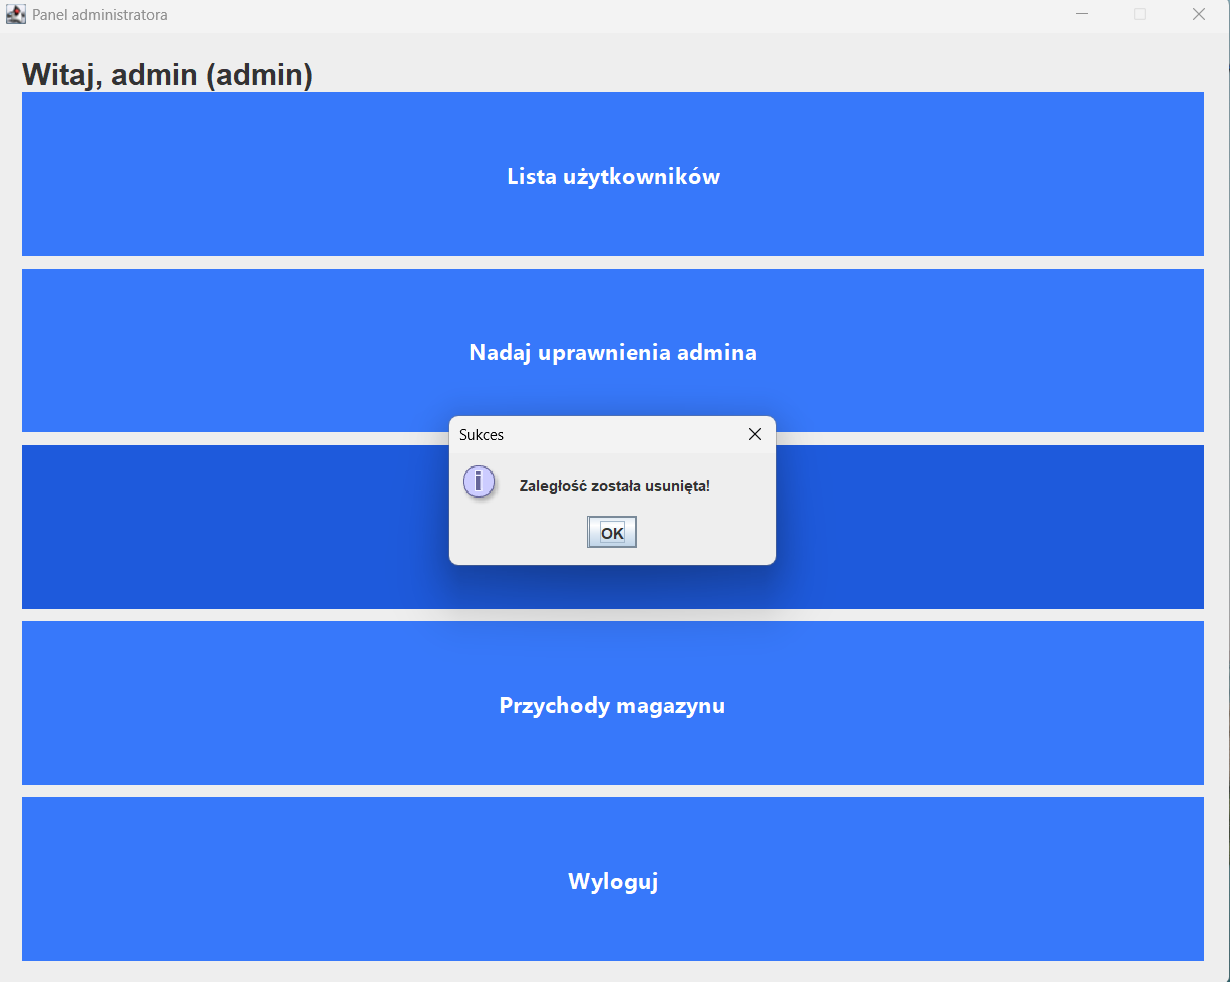 Panel administratora
Witaj, admin (admin)
Lista użytkowników
Nadaj uprawnienia admina
Sukces
Zaległość została usunięta!
OK
Przychody magazynu
Wyloguj